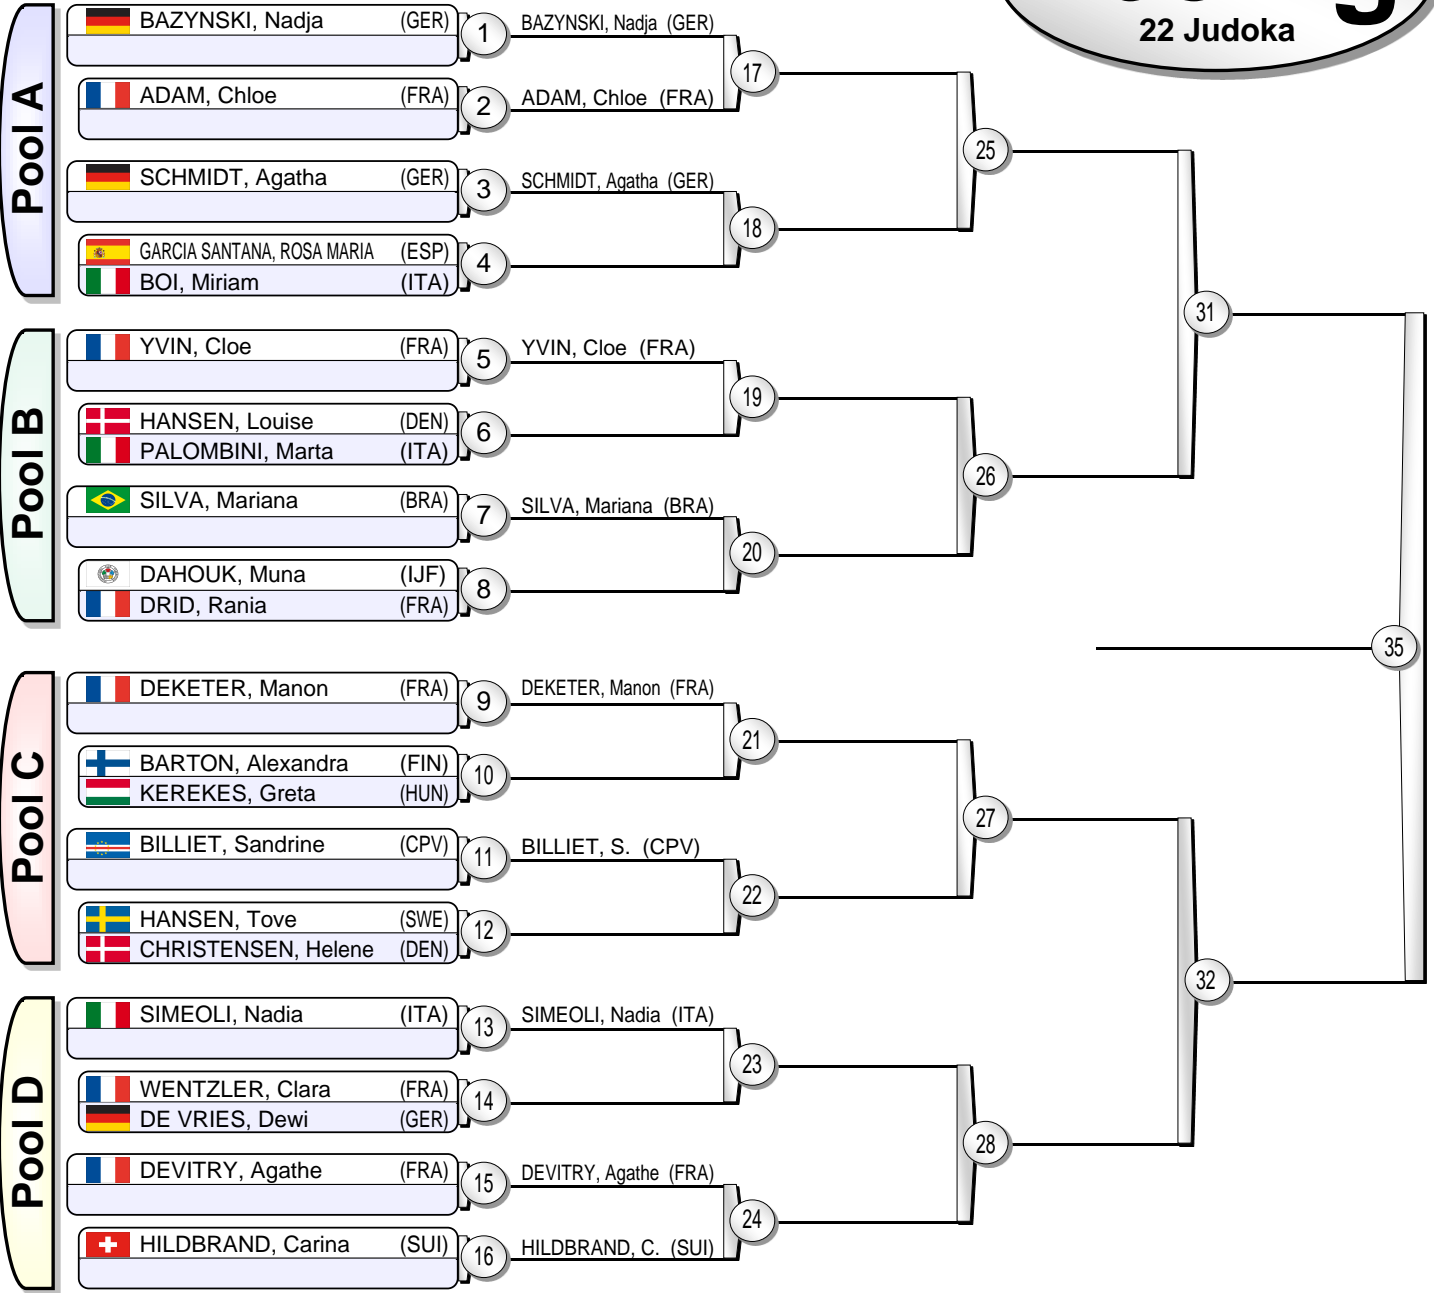 22 Judoka
Pool A
BAZYNSKI, Nadja (GER)
1
BAZYNSKI, Nadja (GER)
17
ADAM, Chloe (FRA)
2
ADAM, Chloe (FRA)
25
SCHMIDT, Agatha (GER)
3
SCHMIDT, Agatha (GER)
18
GARCIA SANTANA, ROSA MARIA (ESP)
4
BOI, Miriam (ITA)
31
Pool B
YVIN, Cloe (FRA)
5
YVIN, Cloe (FRA)
19
HANSEN, Louise (DEN)
6
PALOMBINI, Marta (ITA)
26
SILVA, Mariana (BRA)
7
SILVA, Mariana (BRA)
20
DAHOUK, Muna (IJF)
8
DRID, Rania (FRA)
35
Pool C
DEKETER, Manon (FRA)
9
DEKETER, Manon (FRA)
21
BARTON, Alexandra (FIN)
10
KEREKES, Greta (HUN)
27
BILLIET, Sandrine (CPV)
11
BILLIET, S. (CPV)
22
HANSEN, Tove (SWE)
12
CHRISTENSEN, Helene (DEN)
32
Pool D
SIMEOLI, Nadia (ITA)
13
SIMEOLI, Nadia (ITA)
23
WENTZLER, Clara (FRA)
14
DE VRIES, Dewi (GER)
28
DEVITRY, Agathe (FRA)
15
DEVITRY, Agathe (FRA)
24
HILDBRAND, Carina (SUI)
16
HILDBRAND, C. (SUI)